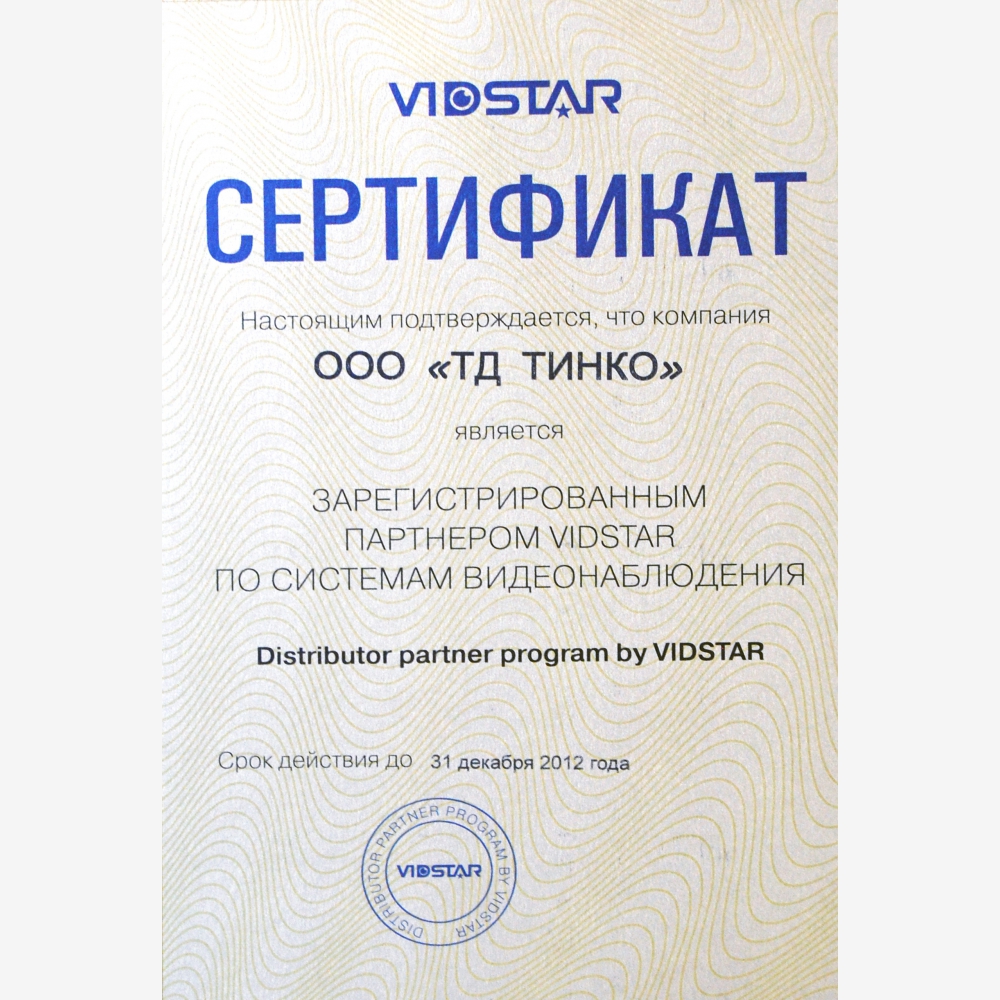 VIDSTAR
СЕРТИФИКАТ
Настоящим подтверждается, что компания
ООО «ТД ТИНКО»
является
ЗАРЕГИСТРИРОВАННЫМ
ПАРТНЕРОМ VIDSTAR
ПО СИСТЕМАМ ВИДЕОНАБЛЮДЕНИЯ
Distributor partner program by VIDSTAR
Срок действия до 31 декабря 2012 года
DISTRIBUTOR PARTNER PROGRAM BY VIDSTAR
VIDSTAR